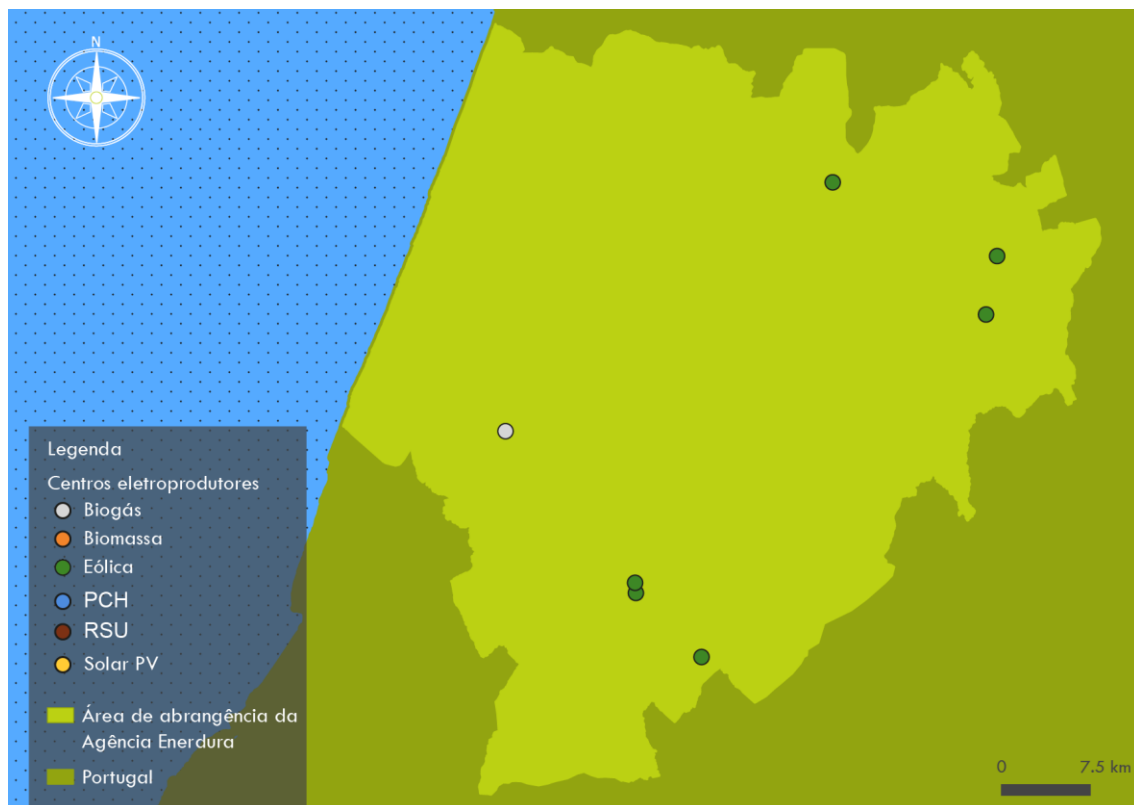 N
Legenda
Centros eletroprodutores
Biogás
Biomassa
Eólica
PCH
RSU
Solar PV
Área de abrangência da
Agência Enerdura
Portugal
0 7.5 km